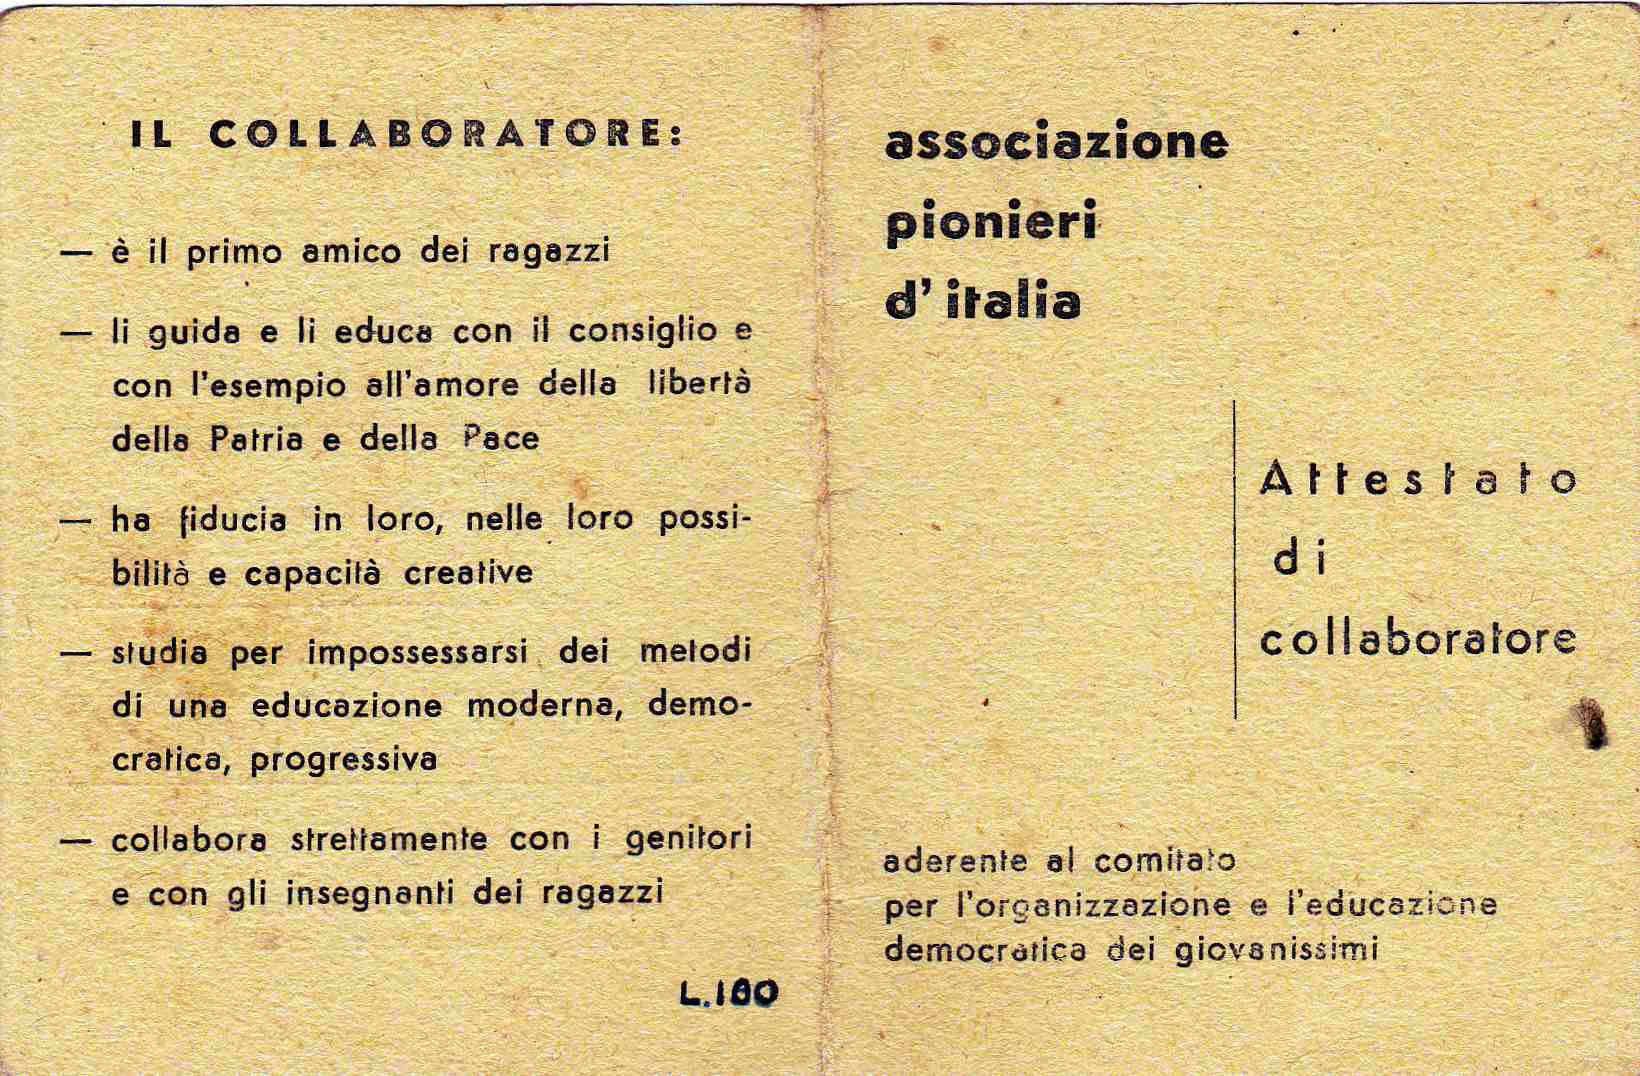 IL COLLABORATORE:
— è il primo amico dei ragazzi
— li guida e li educa con il consiglio e
con l'esempio all'amore della libertà
della Patria e della Pace
— ha fiducia in loro, nelle loro possi-
bilità e capacità creative
— studia per impossessarsi dei metodi
di una educazione moderna, demo-
cratica, progressiva
— collabora strettamente con i genitori
e con gli insegnanti dei ragazzi
L.100
associazione
pionieri
d'italia
Attestato
di
collaboratore
aderente al comitato
per l'organizzazione e l'educazione
democratica dei giovanissimi